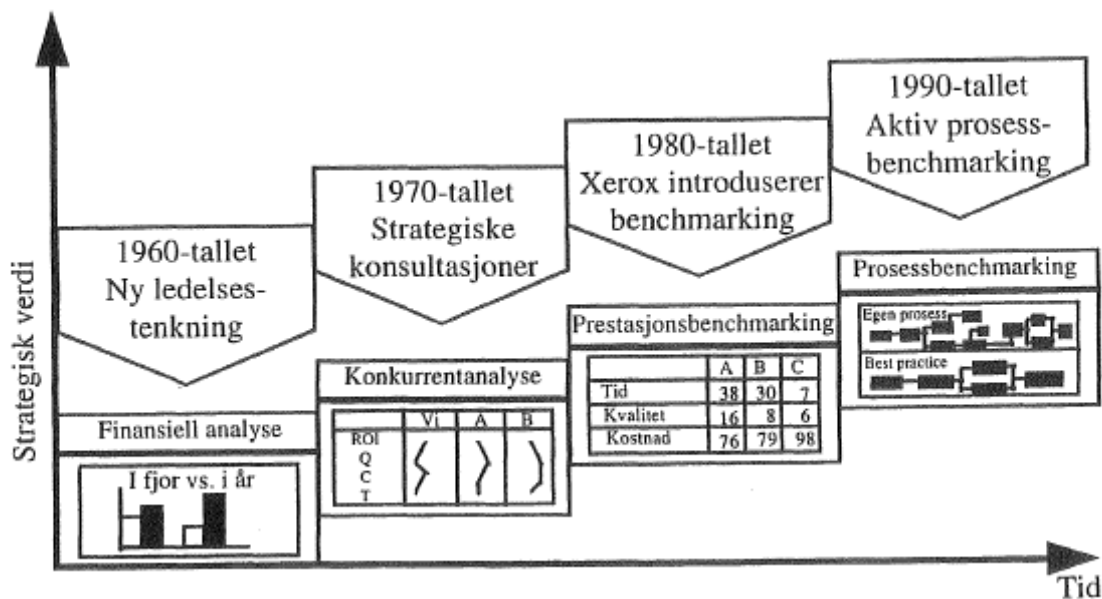 Strategisk verdi
1960-tallet
Ny ledelses-
tenkning
Finansiell analyse
I fjor vs. i år
1970-tallet
Strategiske
konsultasjoner
Konkurrentanalyse
Vi A B
ROI
Q
C
T
1980-tallet
Xerox introduserer
benchmarking
Prestasjonsbenchmarking
A B C
Tid 38 30 7
Kvalitet 16 8 6
Kostnad 76 79 98
1990-tallet
Aktiv prosess-
benchmarking
Prosessbenchmarking
Egen prosess
Best practice
Tid